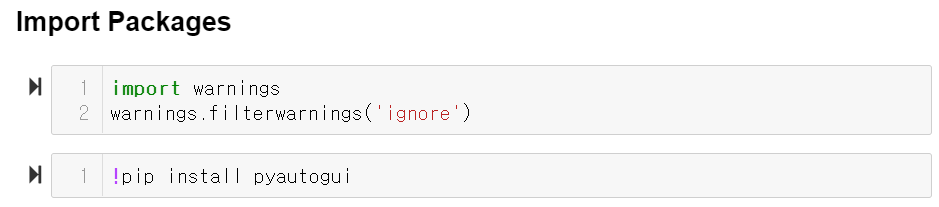 Import Packages
1 import warnings
2 warnings.filterwarnings('ignore')
1 !pip install pyautogui